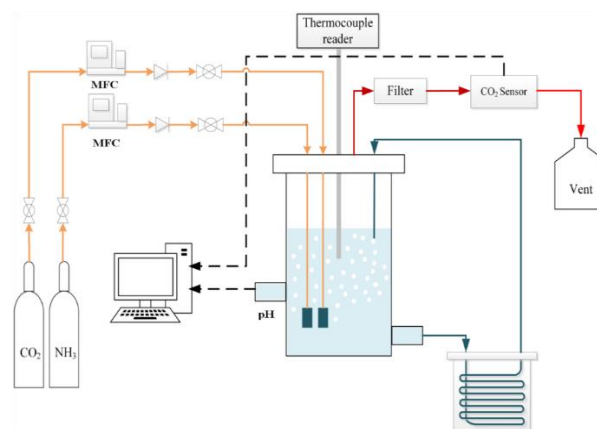 Thermocouple
reader
MFC
Filter
CO₂ Sensor
MFC
Vent
pH
CO₂
NH₃